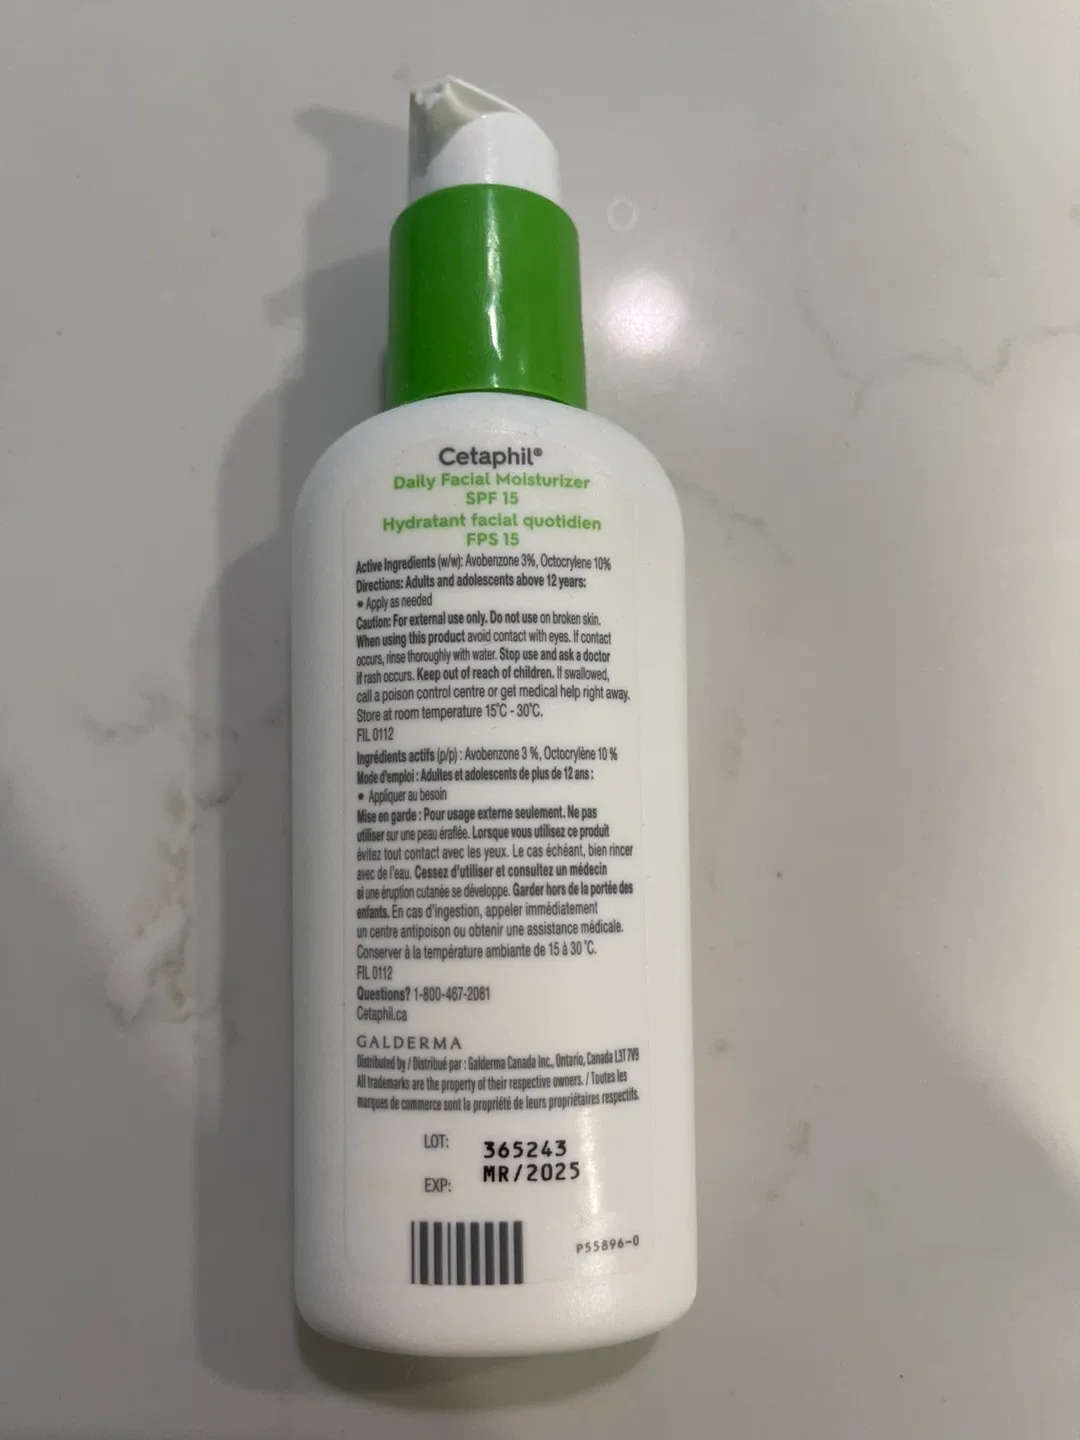 Cetaphil®
Daily Facial Moisturizer
SPF 15
Hydratant facial quotidien
FPS 15
Active Ingredients (w/w): Avobenzone 3%, Octocrylene 10%
Directions: Adults and adolescents above 12 years:
• Apply as needed
Caution: For external use only. Do not use on broken skin.
When using this product avoid contact with eyes. If contact
occurs, rinse thoroughly with water. Stop use and ask a doctor
if rash occurs. Keep out of reach of children. If swallowed,
call a poison control centre or get medical help right away.
Store at room temperature 15°C - 30°C.
FIL 0112
Ingrédients actifs (p/p) : Avobenzone 3 %, Octocrylène 10 %
Mode d'emploi : Adultes et adolescents de plus de 12 ans :
• Appliquer au besoin
Mise en garde : Pour usage externe seulement. Ne pas
utiliser sur une peau éraflée. Lorsque vous utilisez ce produit
évitez tout contact avec les yeux. Le cas échéant, bien rincer
avec de l'eau. Cessez d'utiliser et consultez un médecin
si une éruption cutanée se développe. Garder hors de la portée des
enfants. En cas d'ingestion, appeler immédiatement
un centre antipoison ou obtenir une assistance médicale.
Conserver à la température ambiante de 15 à 30 °C.
FIL 0112
Questions? 1-800-467-2081
Cetaphil.ca
GALDERMA
Distributed by / Distribué par : Galderma Canada Inc., Ontario, Canada L3T 7V9
All trademarks are the property of their respective owners. / Toutes les
marques de commerce sont la propriété de leurs propriétaires respectifs.
LOT: 365243
EXP: MR/2025
P55896-0